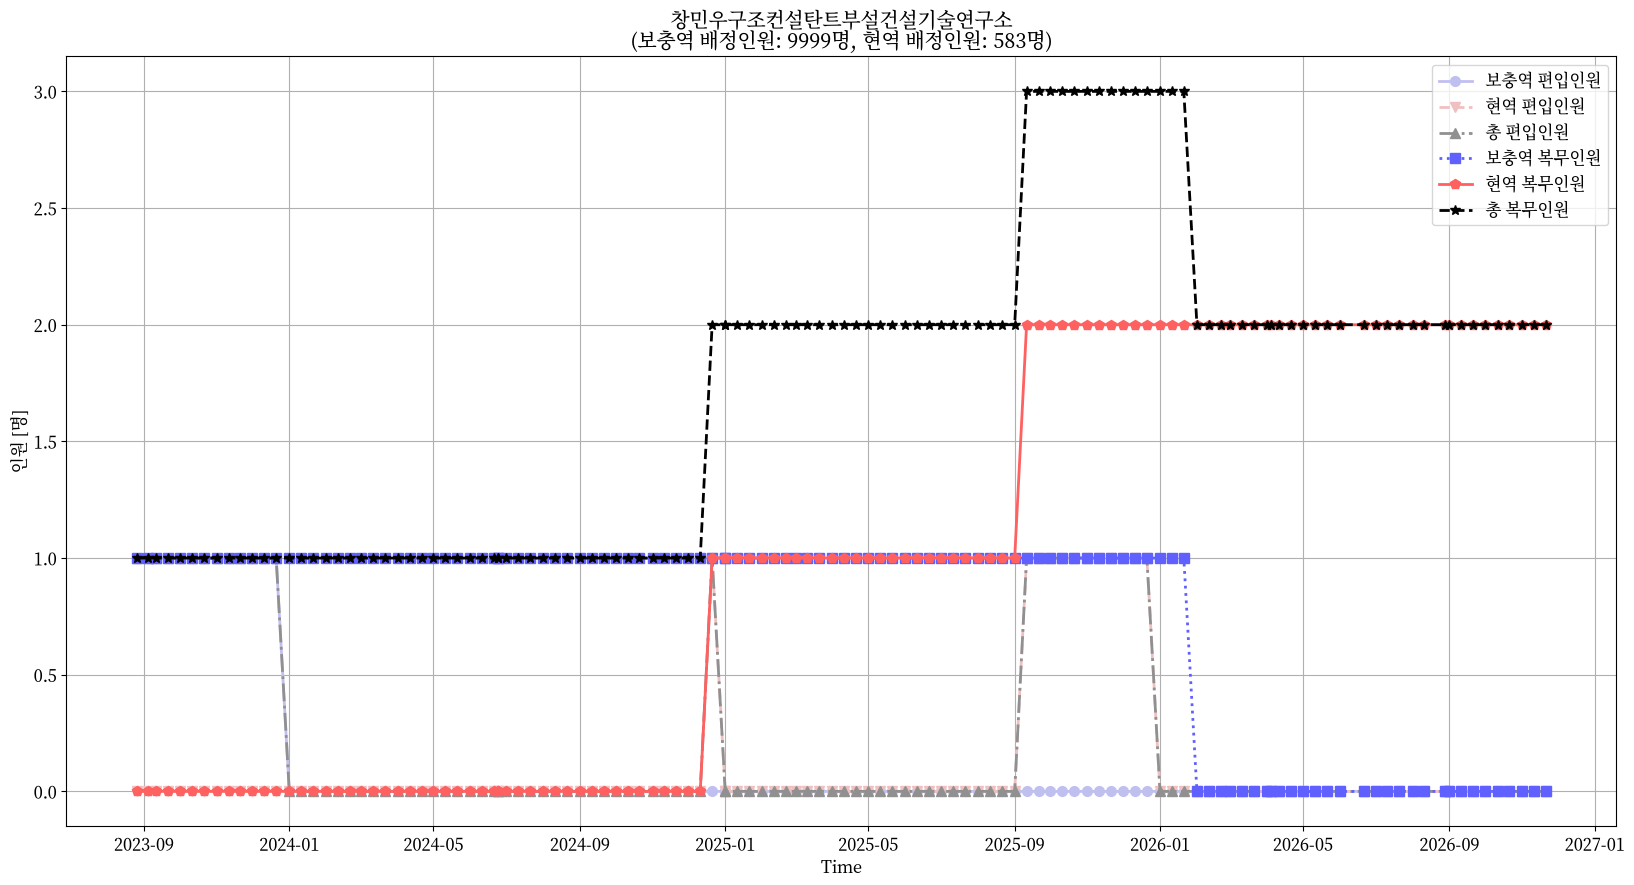 창민우구조컨설탄트부설건설기술연구소
(보충역 배정인원: 9999명, 현역 배정인원: 583명)
보충역 편입인원
현역 편입인원
총 편입인원
보충역 복무인원
현역 복무인원
총 복무인원
인원 [명]
3.0
2.5
2.0
1.5
1.0
0.5
0.0
2023-09
2024-01
2024-05
2024-09
2025-01
2025-05
2025-09
2026-01
2026-05
2026-09
2027-01
Time